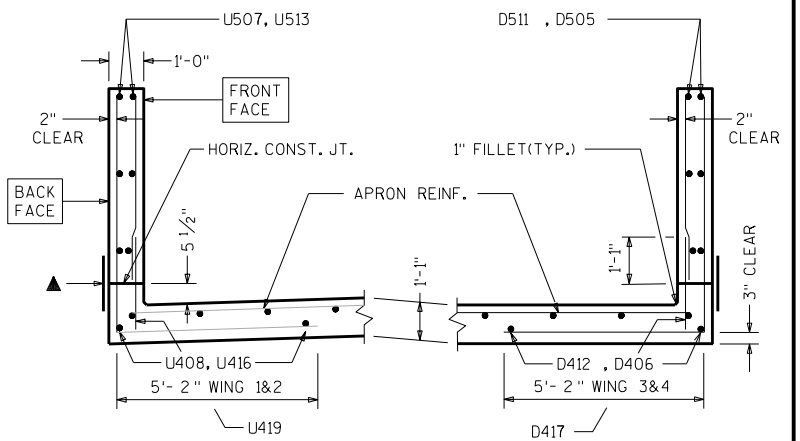 U507, U513
D511 , D505
1'-0"
FRONT
FACE
2"
CLEAR
2"
CLEAR
HORIZ. CONST. JT.
1" FILLET(TYP.)
BACK
FACE
APRON REINF.
5 1/2"
1'-1"
1'-1"
3" CLEAR
U408, U416
D412 , D406
5'- 2" WING 1&2
5'- 2" WING 3&4
U419
D417